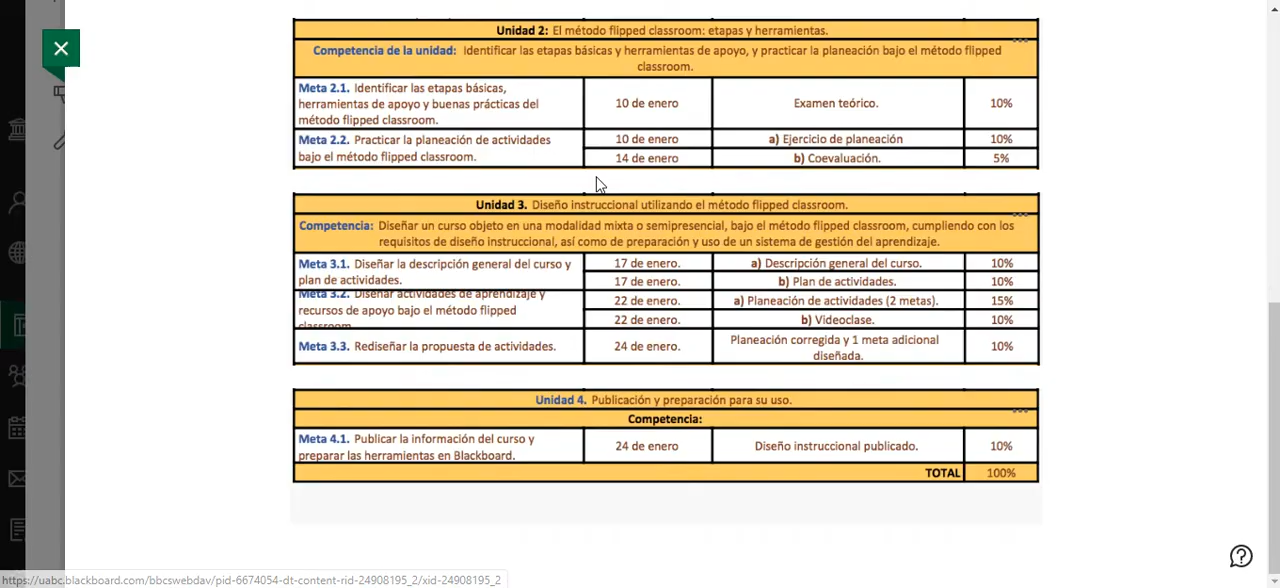 Unidad 2: El método flipped classroom: etapas y herramientas.
Competencia de la unidad: Identificar las etapas básicas y herramientas de apoyo, y practicar la planeación bajo el método flipped
classroom.
Meta 2.1. Identificar las etapas básicas,
herramientas de apoyo y buenas prácticas del
método flipped classroom.
10 de enero
Examen teórico.
10%
Meta 2.2. Practicar la planeación de actividades
bajo el método flipped classroom.
10 de enero
a) Ejercicio de planeación
10%
14 de enero
b) Coevaluación.
5%
Unidad 3. Diseño instruccional utilizando el método flipped classroom.
Competencia: Diseñar un curso objeto en una modalidad mixta o semipresencial, bajo el método flipped classroom, cumpliendo con los
requisitos de diseño instruccional, así como de preparación y uso de un sistema de gestión del aprendizaje.
Meta 3.1. Diseñar la descripción general del curso y
plan de actividades.
17 de enero.
a) Descripción general del curso.
10%
17 de enero.
b) Plan de actividades.
10%
Meta 3.2. Diseñar actividades de aprendizaje y
recursos de apoyo bajo el método flipped
classroom
22 de enero.
a) Planeación de actividades (2 metas).
15%
22 de enero.
b) Videoclase.
10%
Meta 3.3. Rediseñar la propuesta de actividades.
24 de enero.
Planeación corregida y 1 meta adicional
diseñada.
10%
Unidad 4. Publicación y preparación para su uso.
Competencia:
Meta 4.1. Publicar la información del curso y
preparar las herramientas en Blackboard.
24 de enero
Diseño instruccional publicado.
10%
TOTAL
100%
https://uabc.blackboard.com/bbcswebdav/pid-6674054-dt-content-rid-24908195_2/xid-24908195_2